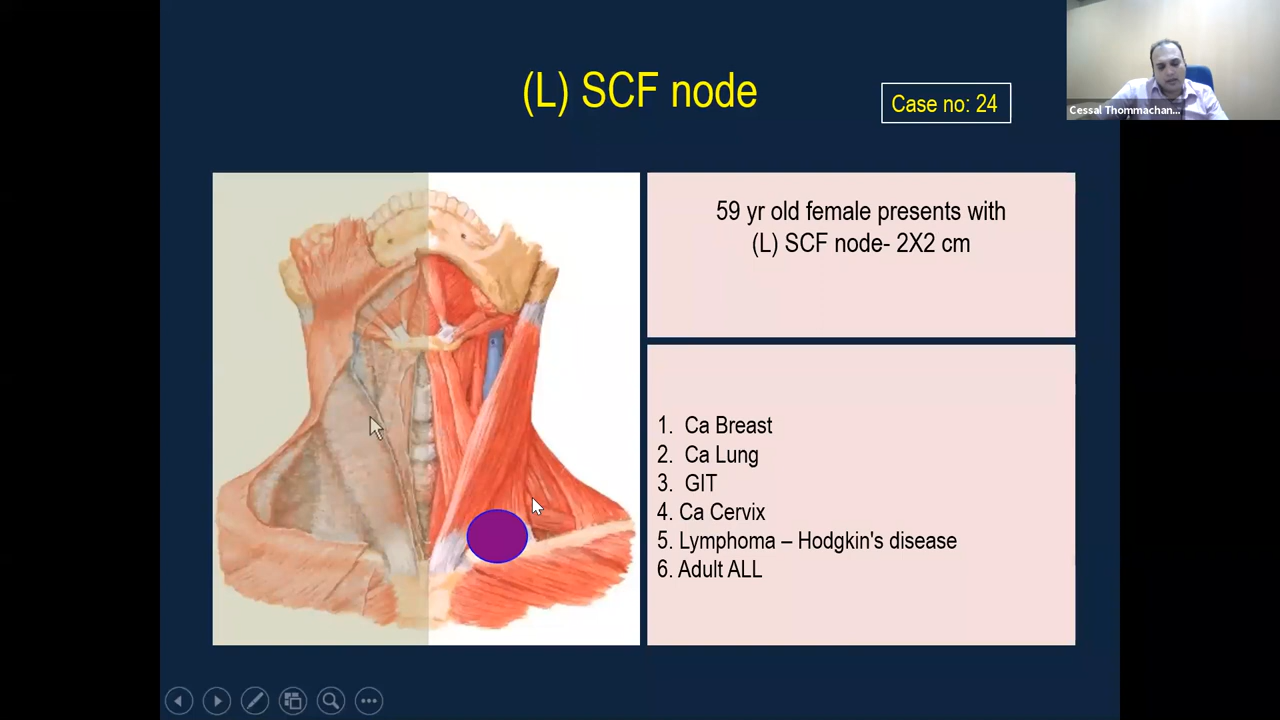 (L) SCF node
Case no: 24
Cessal Thommachan...
59 yr old female presents with
(L) SCF node- 2X2 cm
1. Ca Breast
2. Ca Lung
3. GIT
4. Ca Cervix
5. Lymphoma – Hodgkin's disease
6. Adult ALL